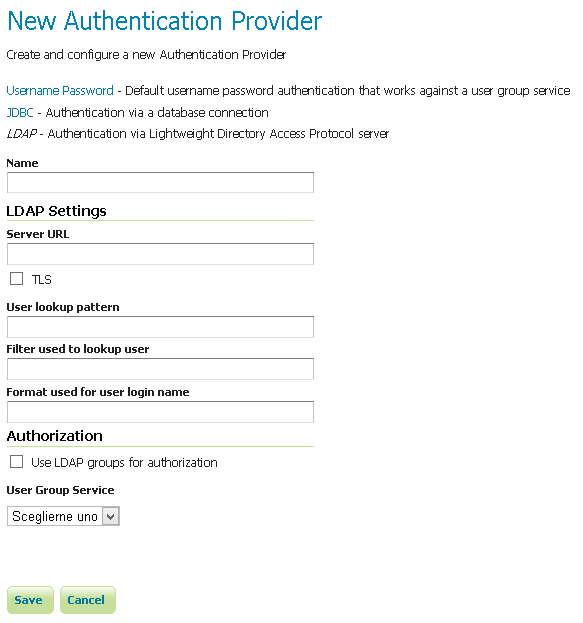 New Authentication Provider
Create and configure a new Authentication Provider
Username Password - Default username password authentication that works against a user group service
JDBC - Authentication via a database connection
LDAP - Authentication via Lightweight Directory Access Protocol server
Name
LDAP Settings
Server URL
TLS
User lookup pattern
Filter used to lookup user
Format used for user login name
Authorization
Use LDAP groups for authorization
User Group Service
Sceglierne uno
Save Cancel